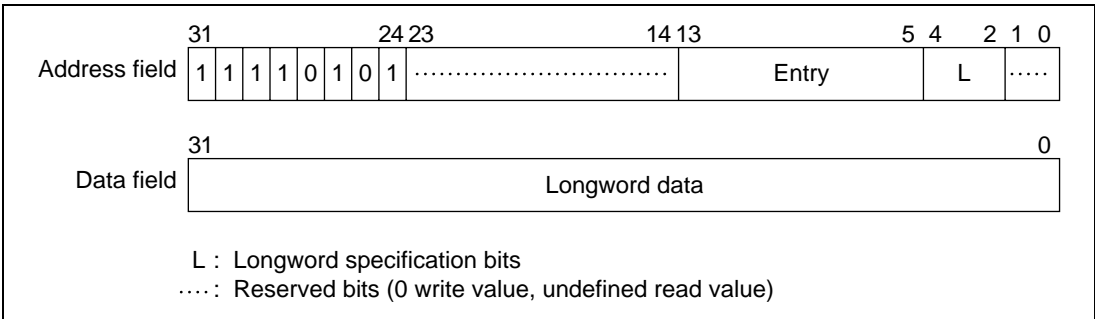 31 24 23 14 13 5 4 2 1 0
Address field 1 1 1 1 0 1 0 1 .............................. Entry L .....
31 0
Data field Longword data
L : Longword specification bits
.... : Reserved bits (0 write value, undefined read value)